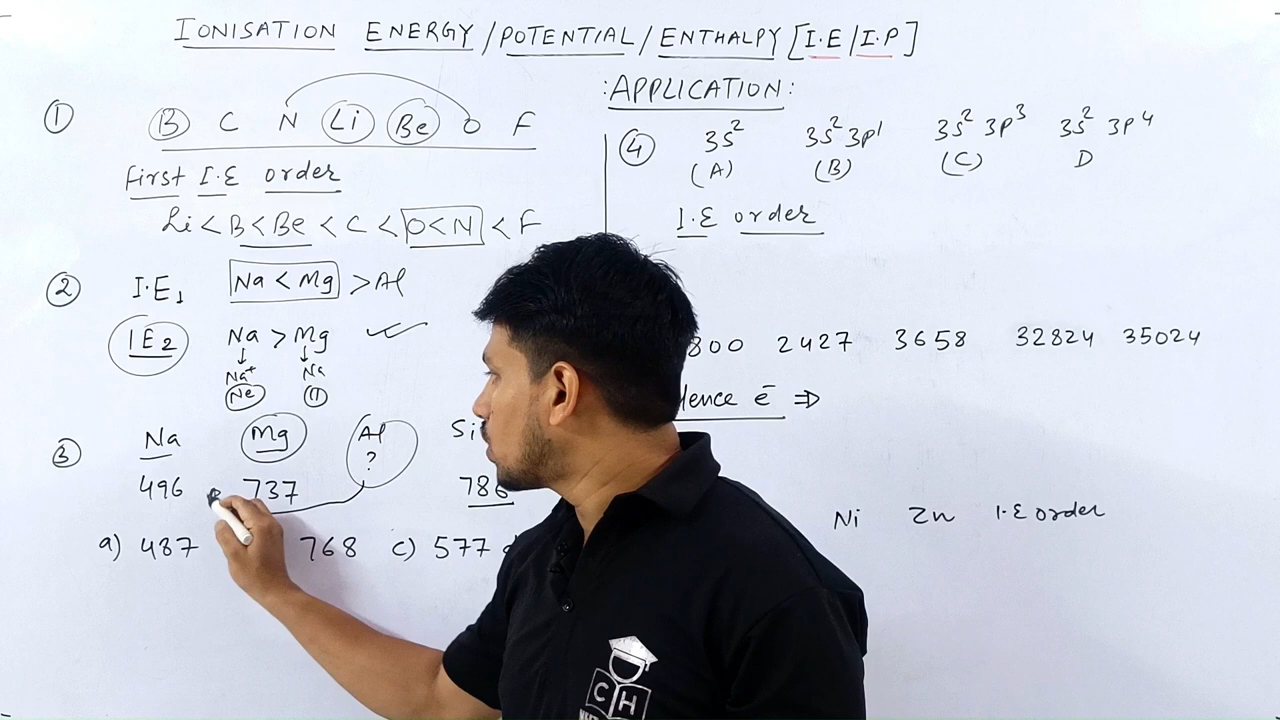 IONISATION ENERGY/POTENTIAL/ENTHALPY [I.E/I.P]
:APPLICATION:
① B C N Li Be O F
First I.E order
Li < B < Be < C < O < N < F
② I.E₁ Na < Mg > Al
IE₂ Na > Mg ✓
↓ ↓
Na⁺ Na
Ne 11
③ Na Mg Al Si
?
496 737 786
a) 487 768 c) 577
④ 3s² 3s² 3p¹ 3s² 3p³ 3s² 3p⁴
(A) (B) (C) D
I.E order
800 2427 3658 32824 35024
lence e⁻ ⇒
Ni Zn I.E order
C H